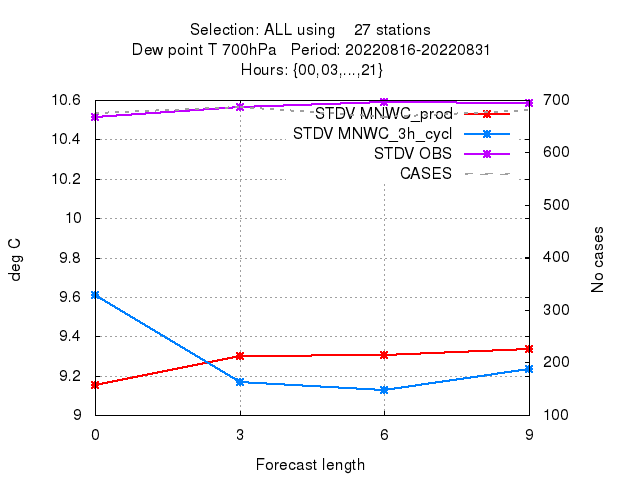 Selection: ALL using    27 stations
Dew point T 700hPa   Period: 20220816-20220831
Hours: {00,03,...,21}
10.6
10.4
10.2
10
9.8
9.6
9.4
9.2
9
deg C
700
600
500
400
300
200
100
No cases
STDV MNWC_prod
STDV MNWC_3h_cycl
STDV OBS
CASES
0
3
6
9
Forecast length